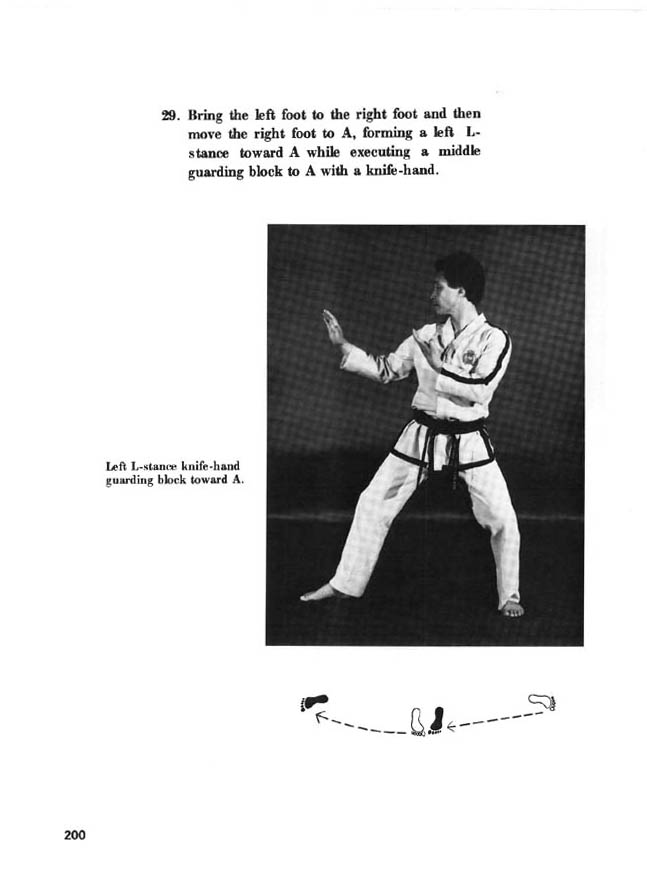 29. Bring the left foot to the right foot and then
move the right foot to A, forming a left L-
stance toward A while executing a middle
guarding block to A with a knife-hand.
Left L-stance knife-hand
guarding block toward A.
200